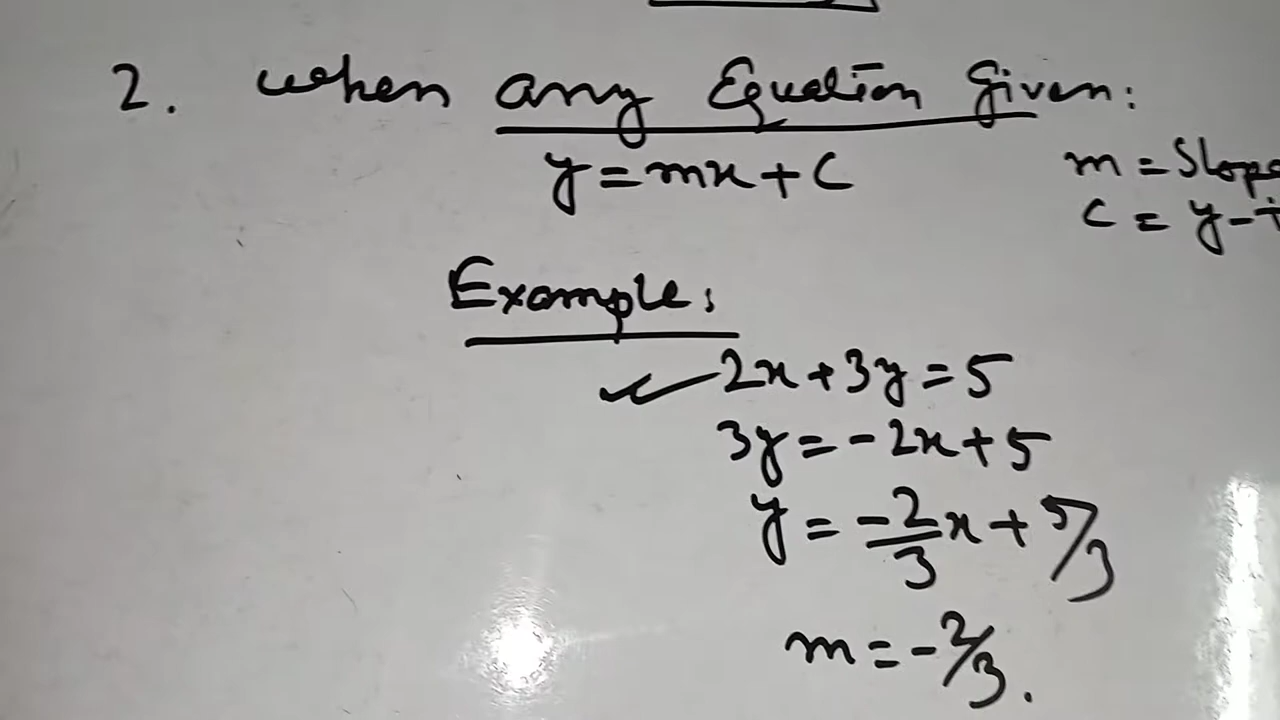 2. when any Equation Given:
y = mx + c
m = Slope
c = y-i
Example:
2x + 3y = 5
3y = - 2x + 5
y = -2/3 x + 5/3
m = - 2/3.